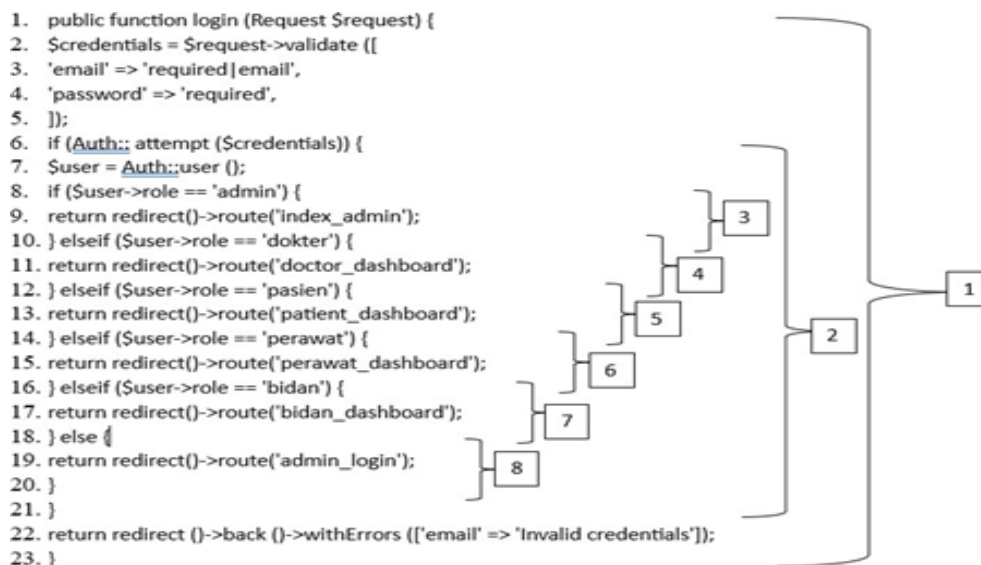 1. public function login (Request $request) {
2. $credentials = $request->validate ([
3. 'email' => 'required|email',
4. 'password' => 'required',
5. ]);
6. if (Auth:: attempt ($credentials)) {
7. $user = Auth::user ();
8. if ($user->role == 'admin') {
9. return redirect()->route('index_admin');
3
10. } elseif ($user->role == 'dokter') {
11. return redirect()->route('doctor_dashboard');
4
12. } elseif ($user->role == 'pasien') {
1
13. return redirect()->route('patient_dashboard');
5
14. } elseif ($user->role == 'perawat') {
2
15. return redirect()->route('perawat_dashboard');
6
16. } elseif ($user->role == 'bidan') {
17. return redirect()->route('bidan_dashboard');
7
18. } else {
19. return redirect()->route('admin_login');
8
20. }
21. }
22. return redirect ()->back ()->withErrors (['email' => 'Invalid credentials']);
23. }